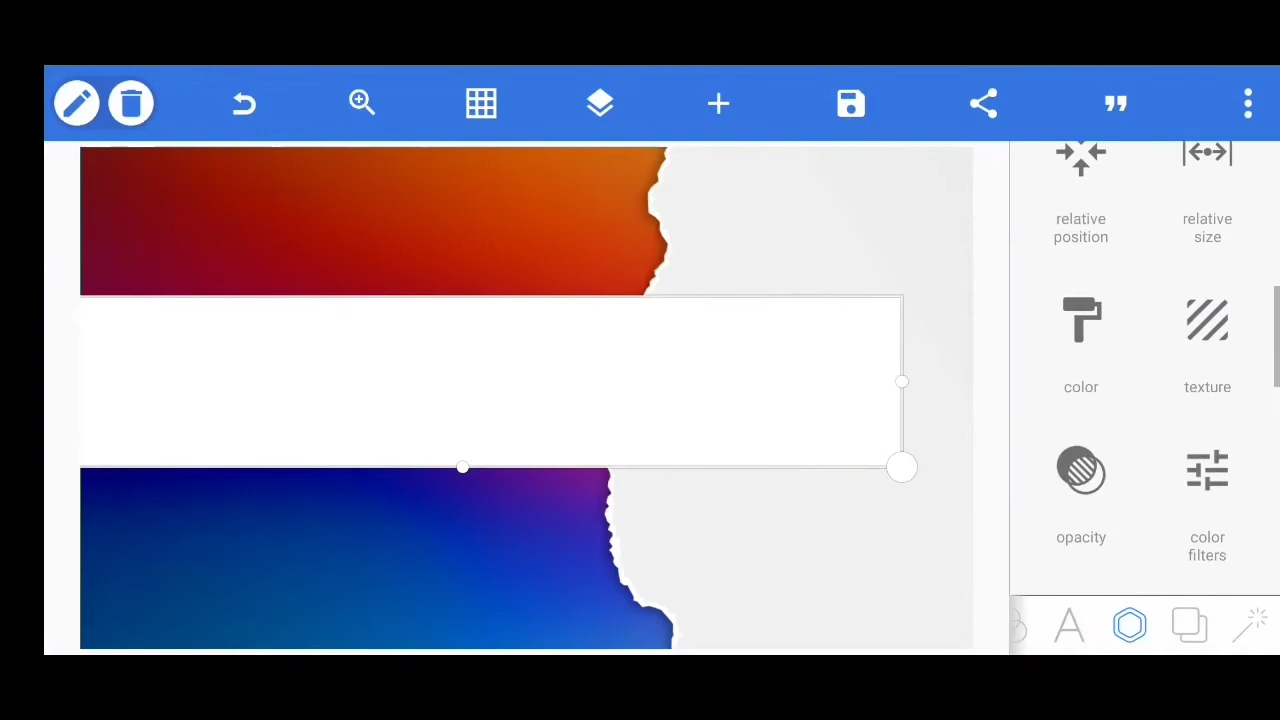 relative
position
relative
size
color
texture
opacity
color
filters